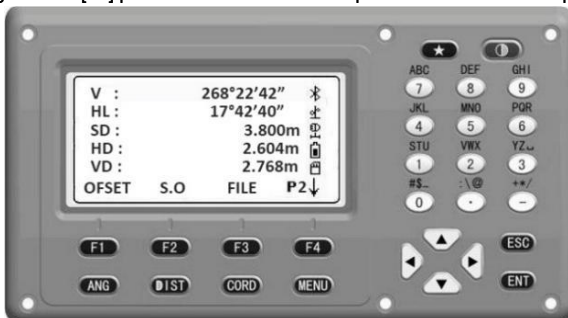 V : 268°22'42"
HL : 17°42'40"
SD : 3.800m
HD : 2.604m
VD : 2.768m
OFSET S.O FILE P2↓
F1 F2 F3 F4
ANG DIST CORD MENU
★
ABC DEF GHI
7 8 9
JKL MNO PQR
4 5 6
STU VWX YZ␣
1 2 3
#$_ :\@ +*/
0 . −
ESC
ENT